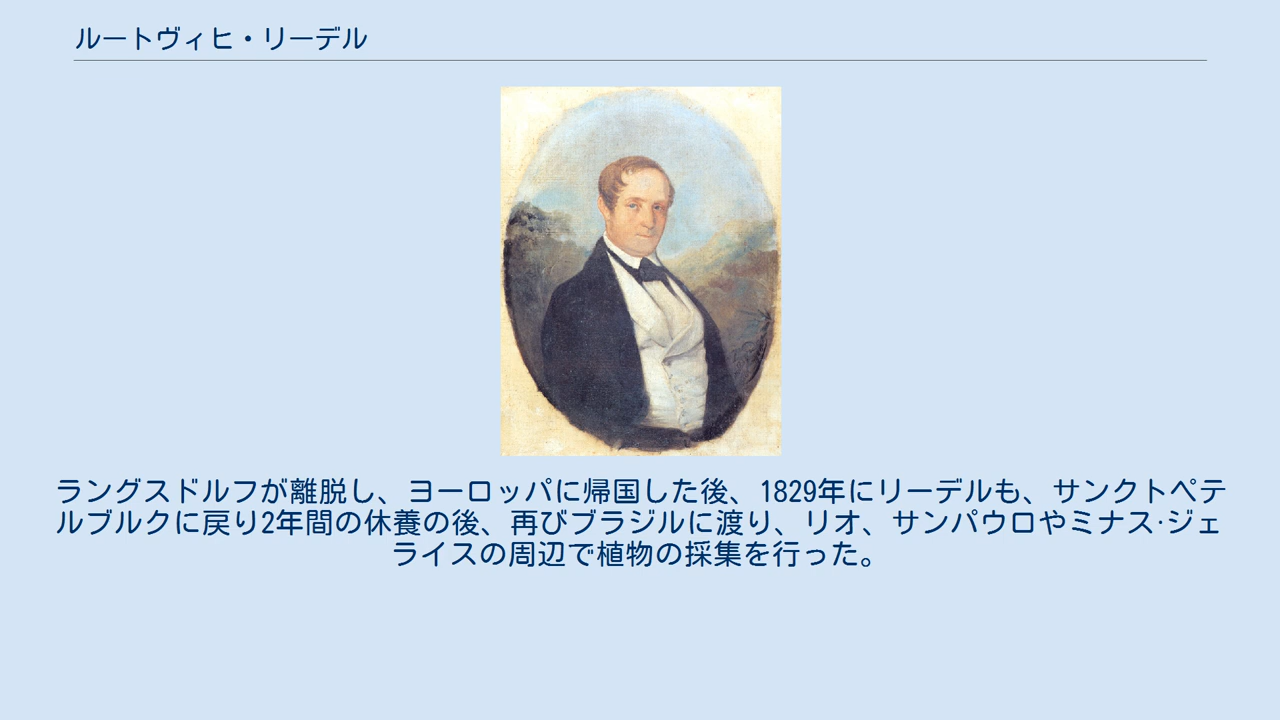 ルートヴィヒ・リーデル
ラングスドルフが離脱し、ヨーロッパに帰国した後、1829年にリーデルも、サンクトペテ
ルブルクに戻り2年間の休養の後、再びブラジルに渡り、リオ、サンパウロやミナス·ジェ
ライスの周辺で植物の採集を行った。